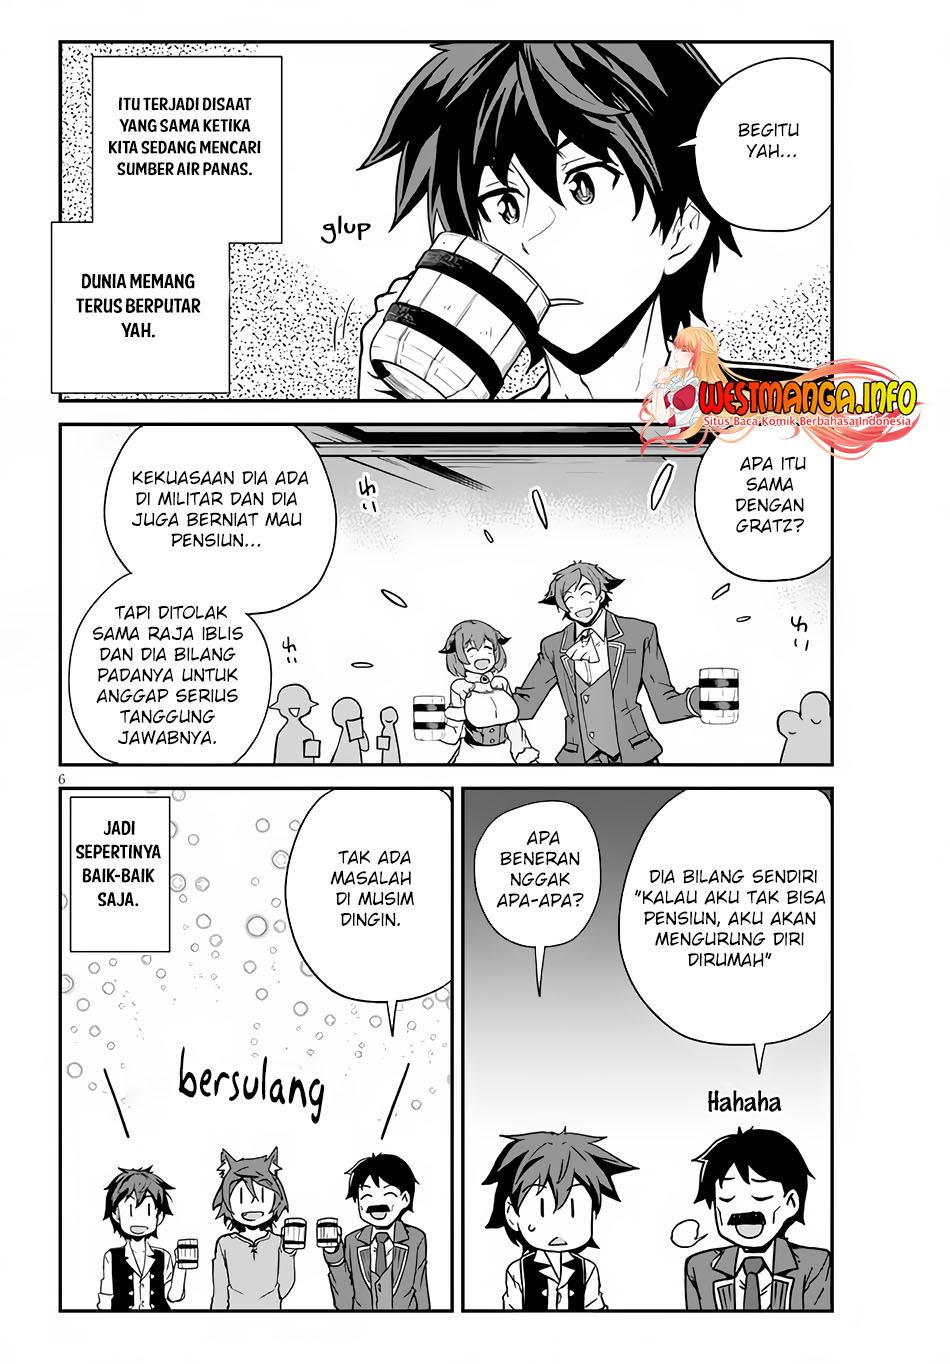 BEGITU
YAH...
ITU TERJADI DISAAT
YANG SAMA KETIKA
KITA SEDANG MENCARI
SUMBER AIR PANAS.
glup
DUNIA MEMANG
TERUS BERPUTAR
YAH.
WESTMANGA.INFO
Situs Baca Komik Berbahasa Indonesia
APA ITU
SAMA
DENGAN
GRATZ?
KEKUASAAN DIA ADA
DI MILITAR DAN DIA
JUGA BERNIAT MAU
PENSIUN...
TAPI DITOLAK
SAMA RAJA IBLIS
DAN DIA BILANG
PADANYA UNTUK
ANGGAP SERIUS
TANGGUNG
JAWABNYA.
6
DIA BILANG SENDIRI
"KALAU AKU TAK BISA
PENSIUN, AKU AKAN
MENGURUNG DIRI
DIRUMAH"
APA
BENERAN
NGGAK
APA-APA?
Hahaha
TAK ADA
MASALAH
DI MUSIM
DINGIN.
JADI
SEPERTINYA
BAIK-BAIK
SAJA.
bersulang